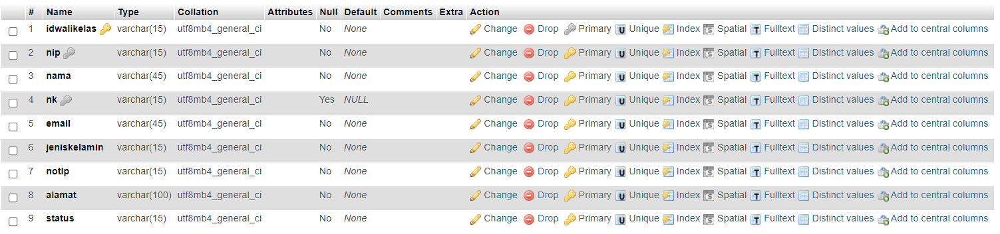 # Name Type Collation Attributes Null Default Comments Extra Action
1 idwalikelas varchar(15) utf8mb4_general_ci No None Change Drop Primary Unique Index Spatial Fulltext Distinct values Add to central columns
2 nip varchar(15) utf8mb4_general_ci No None Change Drop Primary Unique Index Spatial Fulltext Distinct values Add to central columns
3 nama varchar(45) utf8mb4_general_ci No None Change Drop Primary Unique Index Spatial Fulltext Distinct values Add to central columns
4 nk varchar(15) utf8mb4_general_ci Yes NULL Change Drop Primary Unique Index Spatial Fulltext Distinct values Add to central columns
5 email varchar(45) utf8mb4_general_ci No None Change Drop Primary Unique Index Spatial Fulltext Distinct values Add to central columns
6 jeniskelamin varchar(15) utf8mb4_general_ci No None Change Drop Primary Unique Index Spatial Fulltext Distinct values Add to central columns
7 notlp varchar(15) utf8mb4_general_ci No None Change Drop Primary Unique Index Spatial Fulltext Distinct values Add to central columns
8 alamat varchar(100) utf8mb4_general_ci No None Change Drop Primary Unique Index Spatial Fulltext Distinct values Add to central columns
9 status varchar(15) utf8mb4_general_ci No None Change Drop Primary Unique Index Spatial Fulltext Distinct values Add to central columns